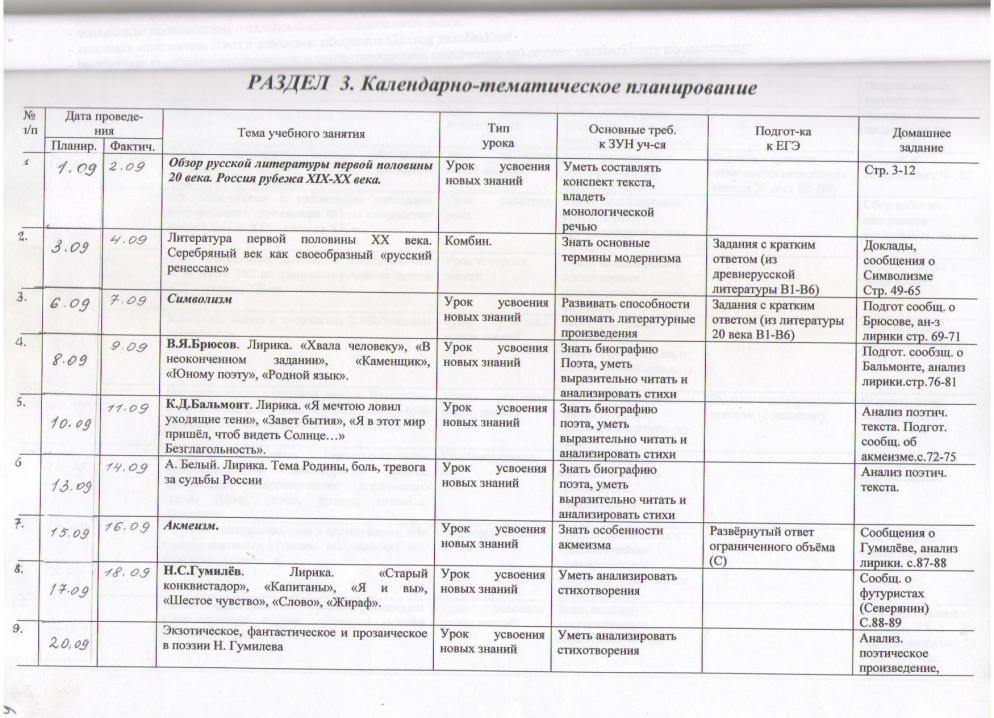 РАЗДЕЛ 3. Календарно-тематическое планирование
№ Дата проведе- Тип Основные треб. Подгот-ка Домашнее
т/п ния Тема учебного занятия урока к ЗУН уч-ся к ЕГЭ задание
Планир. Фактич.
1 1.09 2.09 Обзор русской литературы первой половины Урок усвоения Уметь составлять Стр. 3-12
20 века. Россия рубежа XIX-XX века. новых знаний конспект текста,
владеть
монологической
речью
2. 3.09 4.09 Литература первой половины XX века. Комбин. Знать основные Задания с кратким Доклады,
Серебряный век как своеобразный «русский термины модернизма ответом (из сообщения о
ренессанс» древнерусской Символизме
литературы В1-В6) Стр. 49-65
3. 6.09 7.09 Символизм Урок усвоения Развивать способности Задания с кратким Подгот сообщ. о
новых знаний понимать литературные ответом (из литературы Брюсове, ан-з
произведения 20 века В1-В6) лирики стр. 69-71
4. 8.09 9.09 В.Я.Брюсов. Лирика. «Хвала человеку», «В Урок усвоения Знать биографию Подгот. сообзщ. о
неоконченном задании», «Каменщик», новых знаний Поэта, уметь Бальмонте, анализ
«Юному поэту», «Родной язык». выразительно читать и лирики.стр.76-81
анализировать стихи
5. 10.09 11.09 К.Д.Бальмонт. Лирика. «Я мечтою ловил Урок усвоения Знать биографию Анализ поэтич.
уходящие тени», «Завет бытия», «Я в этот мир новых знаний поэта, уметь текста. Подгот.
пришёл, чтоб видеть Солнце…» выразительно читать и сообщ. об
Безглагольность». анализировать стихи акмеизме.с.72-75
6 13.09 14.09 А. Белый. Лирика. Тема Родины, боль, тревога Урок усвоения Знать биографию Анализ поэтич.
за судьбы России новых знаний поэта, уметь текста.
выразительно читать и
анализировать стихи
7. 15.09 16.09 Акмеизм. Урок усвоения Знать особенности Развёрнутый ответ Сообщения о
новых знаний акмеизма ограниченного объёма Гумилёве, анализ
(С) лирики. с.87-88
8. 17.09 18.09 Н.С.Гумилёв. Лирика. «Старый Урок усвоения Уметь анализировать Сообщ. о
конквистадор», «Капитаны», «Я и вы», новых знаний стихотворения футуристах
«Шестое чувство», «Слово», «Жираф». (Северянин)
С.88-89
9. 20.09 Экзотическое, фантастическое и прозаическое Урок усвоения Уметь анализировать Анализ.
в поэзии Н. Гумилева новых знаний стихотворения поэтическое
произведение,